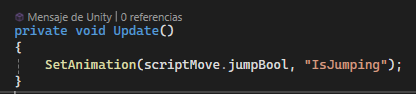 Mensaje de Unity | 0 referencias
private void Update()
{
    SetAnimation(scriptMove.jumpBool, "IsJumping");
}